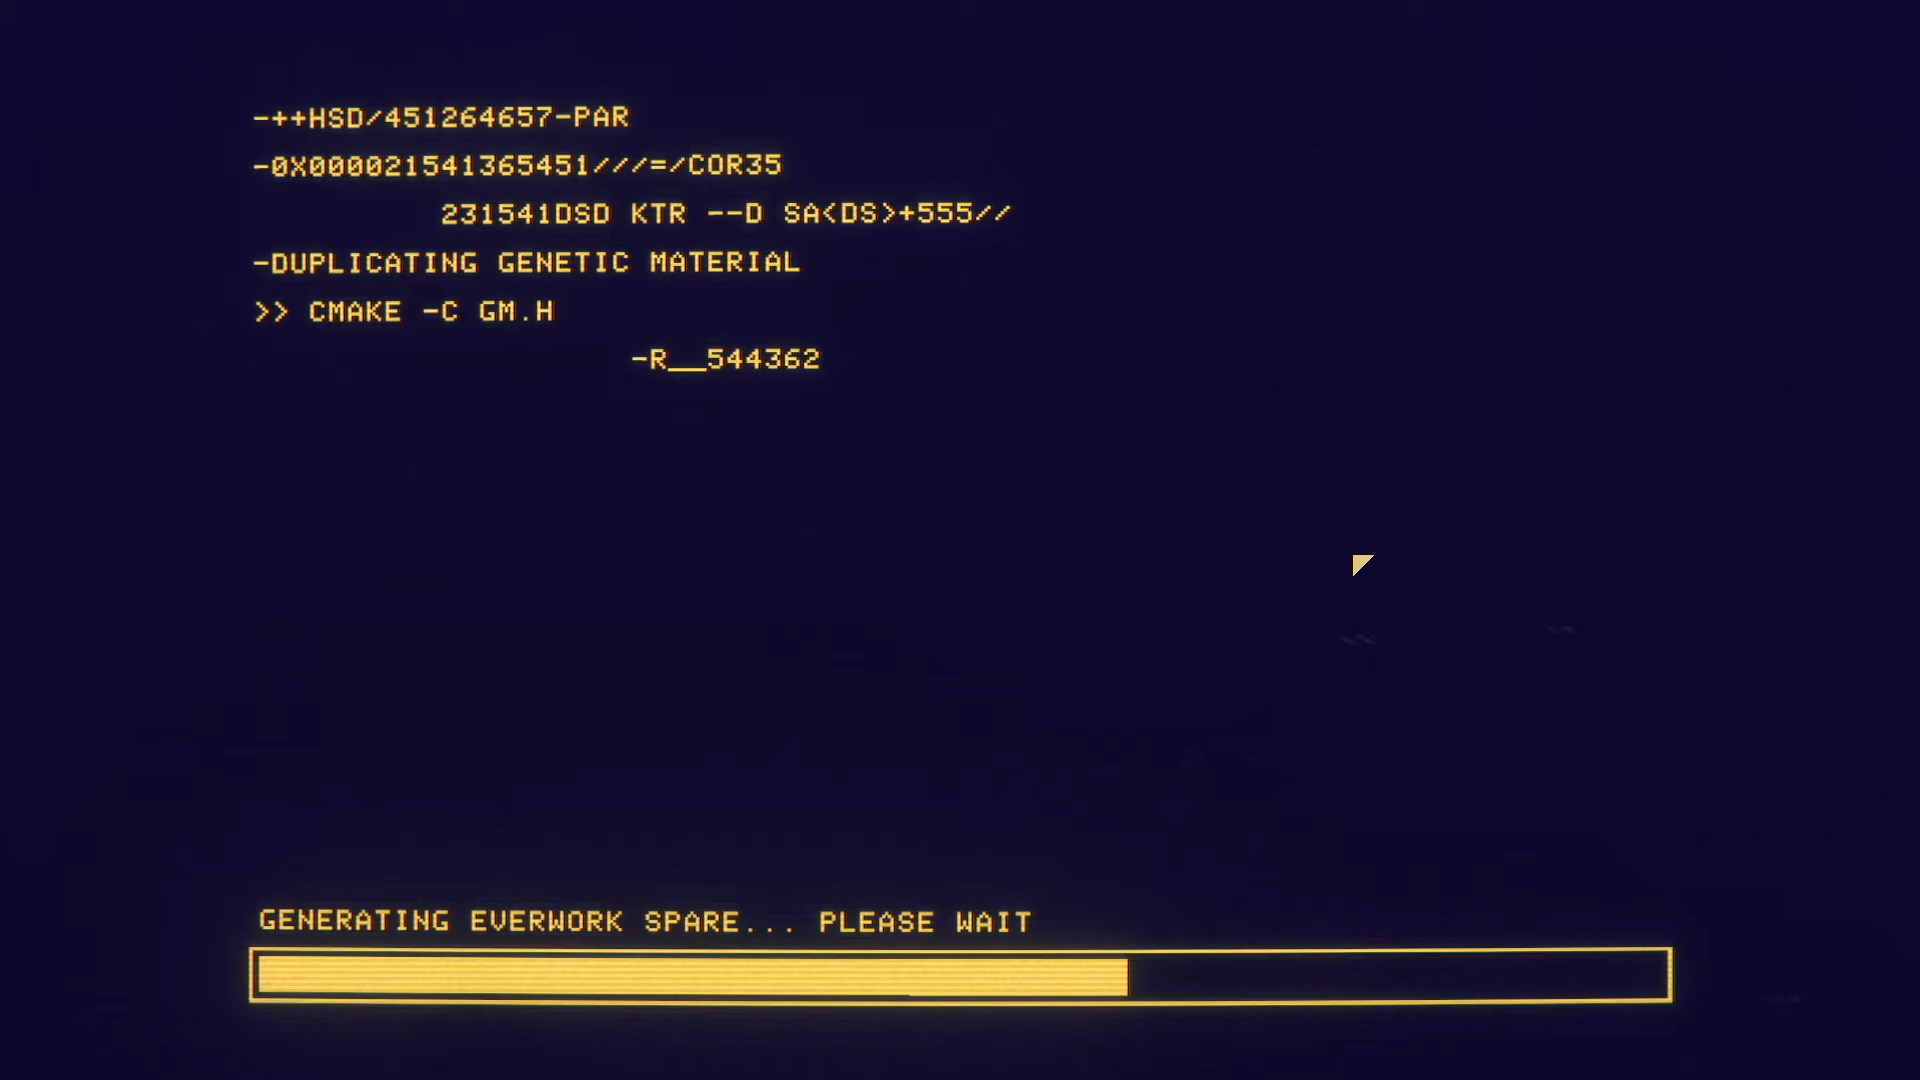 -++HSD/451264657-PAR
-0X000021541365451///=/COR35
231541DSD KTR --D SA<DS>+555//
-DUPLICATING GENETIC MATERIAL
>> CMAKE -C GM.H
-R__544362
GENERATING EVERWORK SPARE... PLEASE WAIT